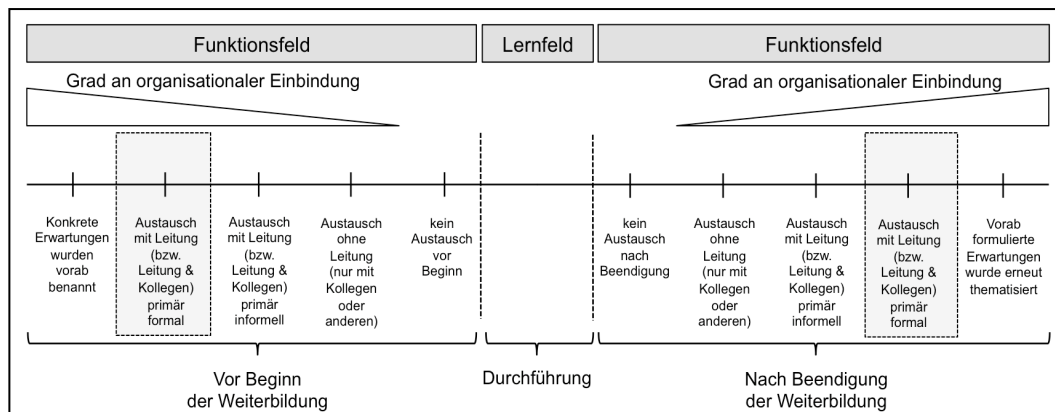 Funktionsfeld
Lernfeld
Funktionsfeld
Grad an organisationaler Einbindung
Grad an organisationaler Einbindung
Konkrete
Erwartungen
wurden
vorab
benannt
Austausch
mit Leitung
(bzw.
Leitung &
Kollegen)
primär
formal
Austausch
mit Leitung
(bzw.
Leitung &
Kollegen)
primär
informell
Austausch
ohne
Leitung
(nur mit
Kollegen
oder
anderen)
kein
Austausch
vor
Beginn
kein
Austausch
nach
Beendigung
Austausch
ohne
Leitung
(nur mit
Kollegen
oder
anderen)
Austausch
mit Leitung
(bzw.
Leitung &
Kollegen)
primär
informell
Austausch
mit Leitung
(bzw.
Leitung &
Kollegen)
primär
formal
Vorab
formulierte
Erwartungen
wurde erneut
thematisiert
Vor Beginn
der Weiterbildung
Durchführung
Nach Beendigung
der Weiterbildung